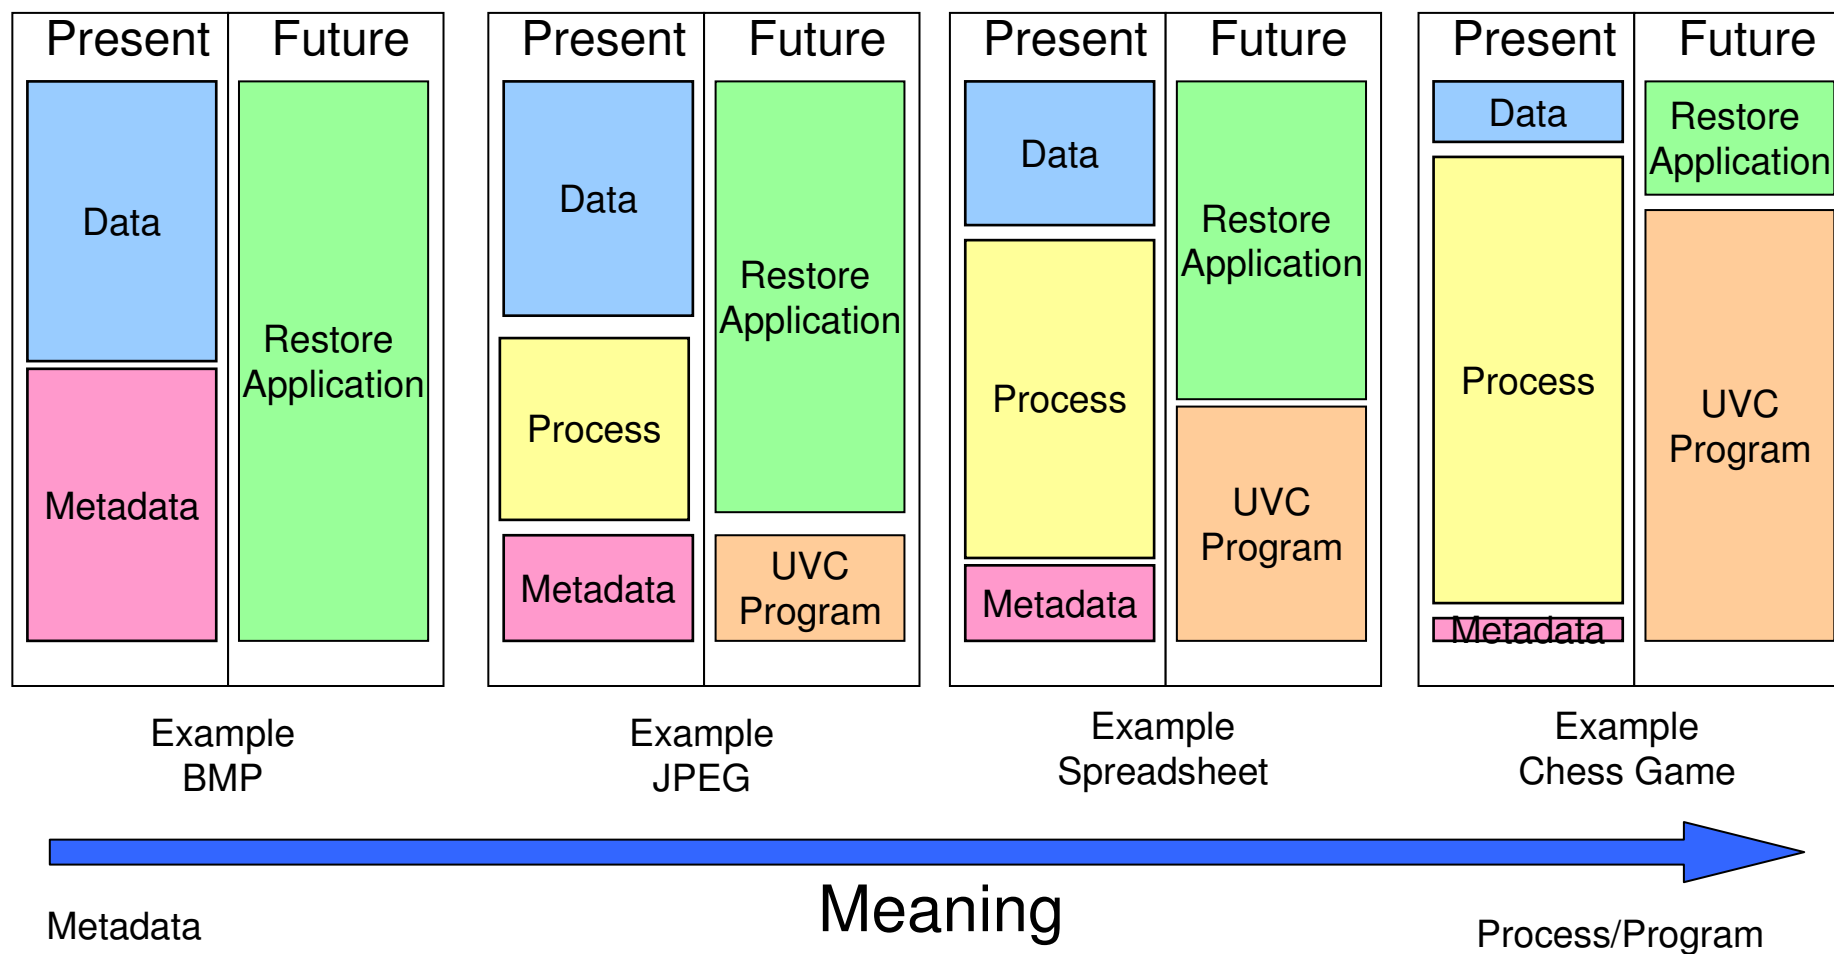 Present Future
Data
Metadata
Restore
Application
Example
BMP
Present Future
Data
Process
Metadata
Restore
Application
UVC
Program
Example
JPEG
Present Future
Data
Process
Metadata
Restore
Application
UVC
Program
Example
Spreadsheet
Present Future
Data
Process
Metadata
Restore
Application
UVC
Program
Example
Chess Game
Metadata
Meaning
Process/Program